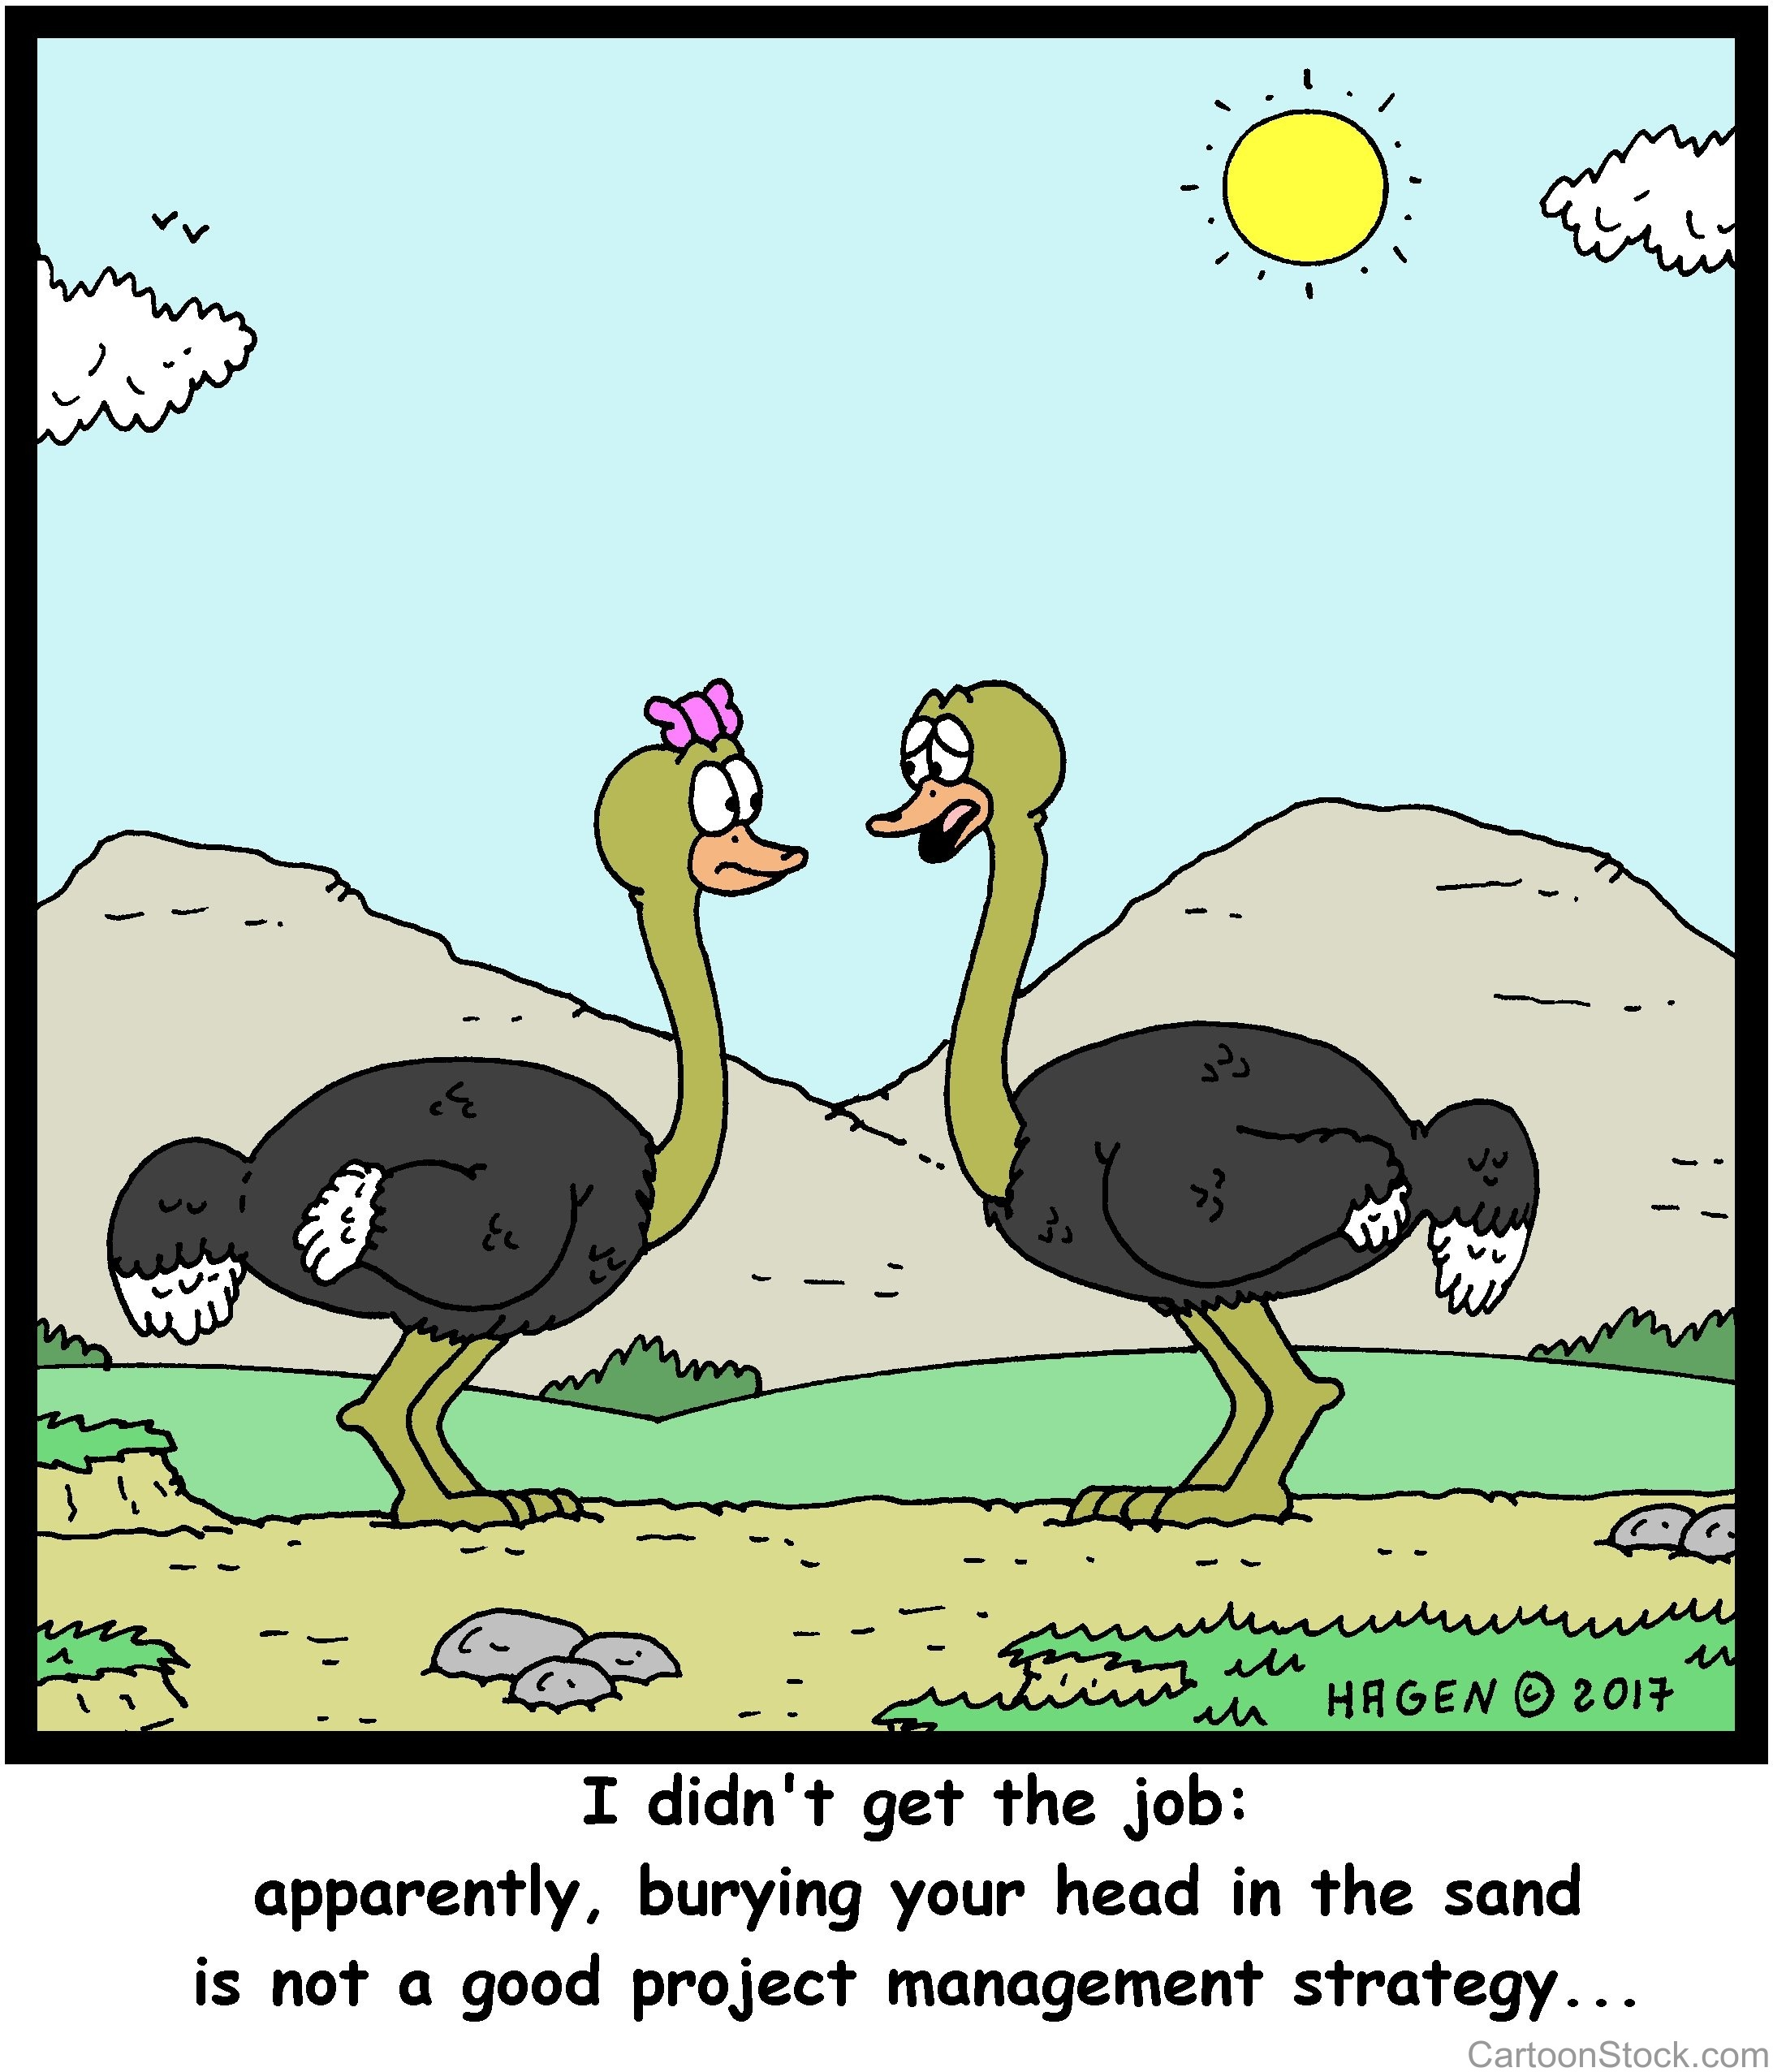 HAGEN © 2017
I didn't get the job:
apparently, burying your head in the sand
is not a good project management strategy...
CartoonStock.com